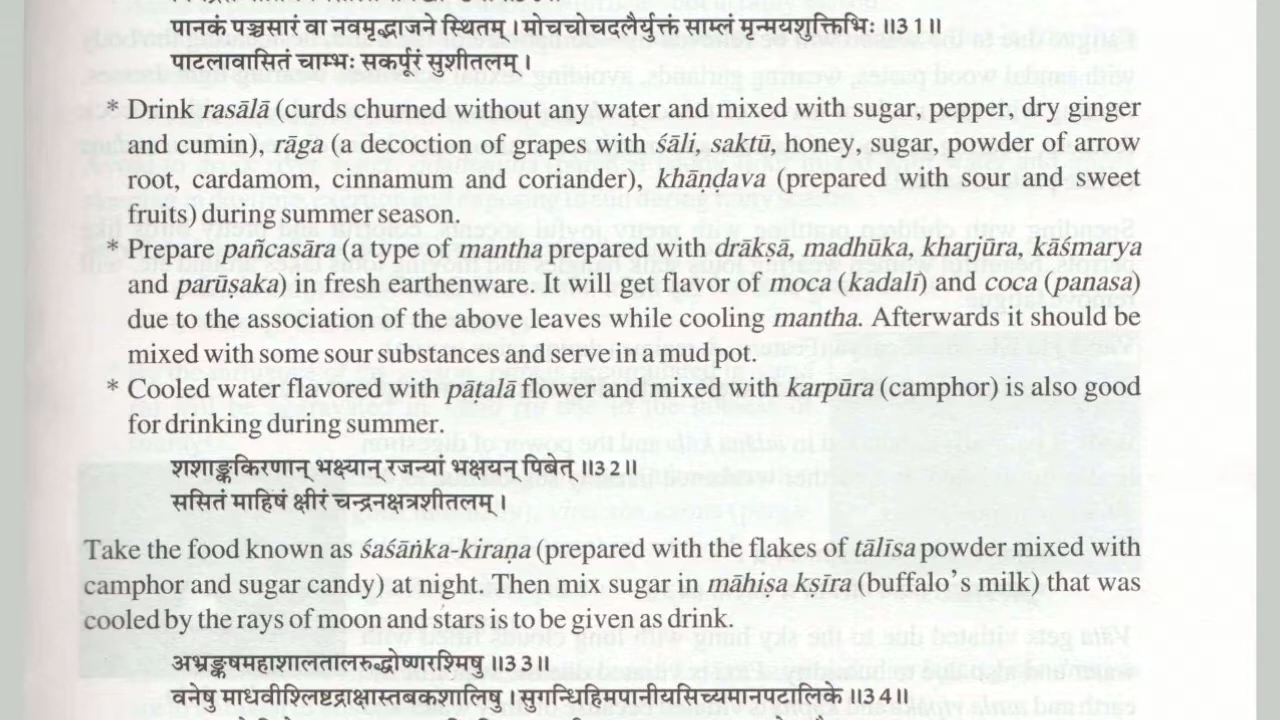 पानकं पञ्चसारं वा नवमृद्भाजने स्थितम् । मोचचोचदलैर्युक्तं साम्लं मृन्मयशुक्तिभिः ॥31॥
पाटलावासितं चाम्भः सकर्पूरं सुशीतलम् ।
* Drink rasālā (curds churned without any water and mixed with sugar, pepper, dry ginger
and cumin), rāga (a decoction of grapes with śāli, saktū, honey, sugar, powder of arrow
root, cardamom, cinnamum and coriander), khāṇḍava (prepared with sour and sweet
fruits) during summer season.
* Prepare pañcasāra (a type of mantha prepared with drākṣā, madhūka, kharjūra, kāśmarya
and parūṣaka) in fresh earthenware. It will get flavor of moca (kadalī) and coca (panasa)
due to the association of the above leaves while cooling mantha. Afterwards it should be
mixed with some sour substances and serve in a mud pot.
* Cooled water flavored with pāṭalā flower and mixed with karpūra (camphor) is also good
for drinking during summer.
शशाङ्ककिरणान् भक्ष्यान् रजन्यां भक्षयन् पिबेत् ॥32॥
ससितं माहिषं क्षीरं चन्द्रनक्षत्रशीतलम् ।
Take the food known as śaśāṅka-kiraṇa (prepared with the flakes of tālīsa powder mixed with
camphor and sugar candy) at night. Then mix sugar in māhiṣa kṣīra (buffalo's milk) that was
cooled by the rays of moon and stars is to be given as drink.
अभ्रङ्कषमहाशालतालरुद्धोष्णरश्मिषु ॥33॥
वनेषु माधवीश्लिष्टद्राक्षास्तबकशालिषु । सुगन्धिहिमपानीयसिच्यमानपटालिके ॥34॥